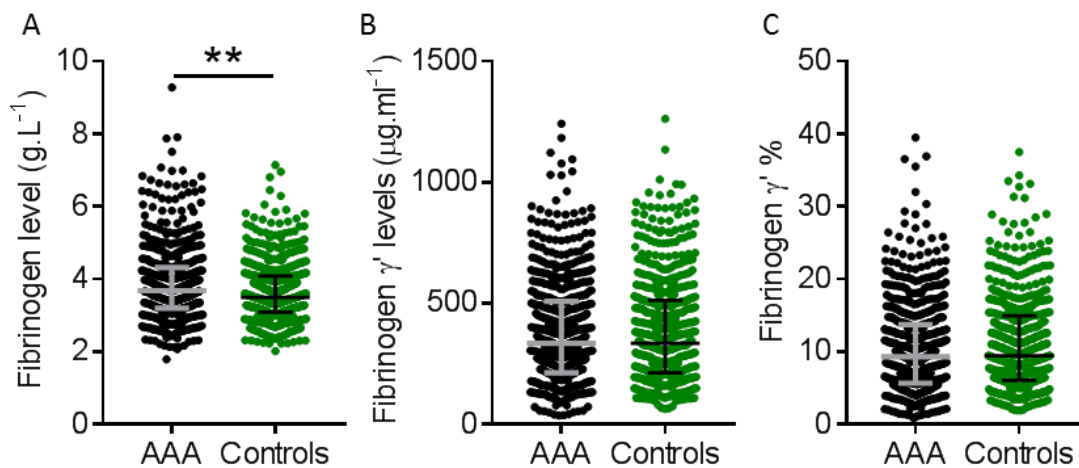 A
Fibrinogen level (g.L⁻¹)
10
8
6
4
2
0
**
AAA Controls
B
Fibrinogen γ' levels (μg.ml⁻¹)
1500
1000
500
0
AAA Controls
C
Fibrinogen γ' %
50
40
30
20
10
0
AAA Controls